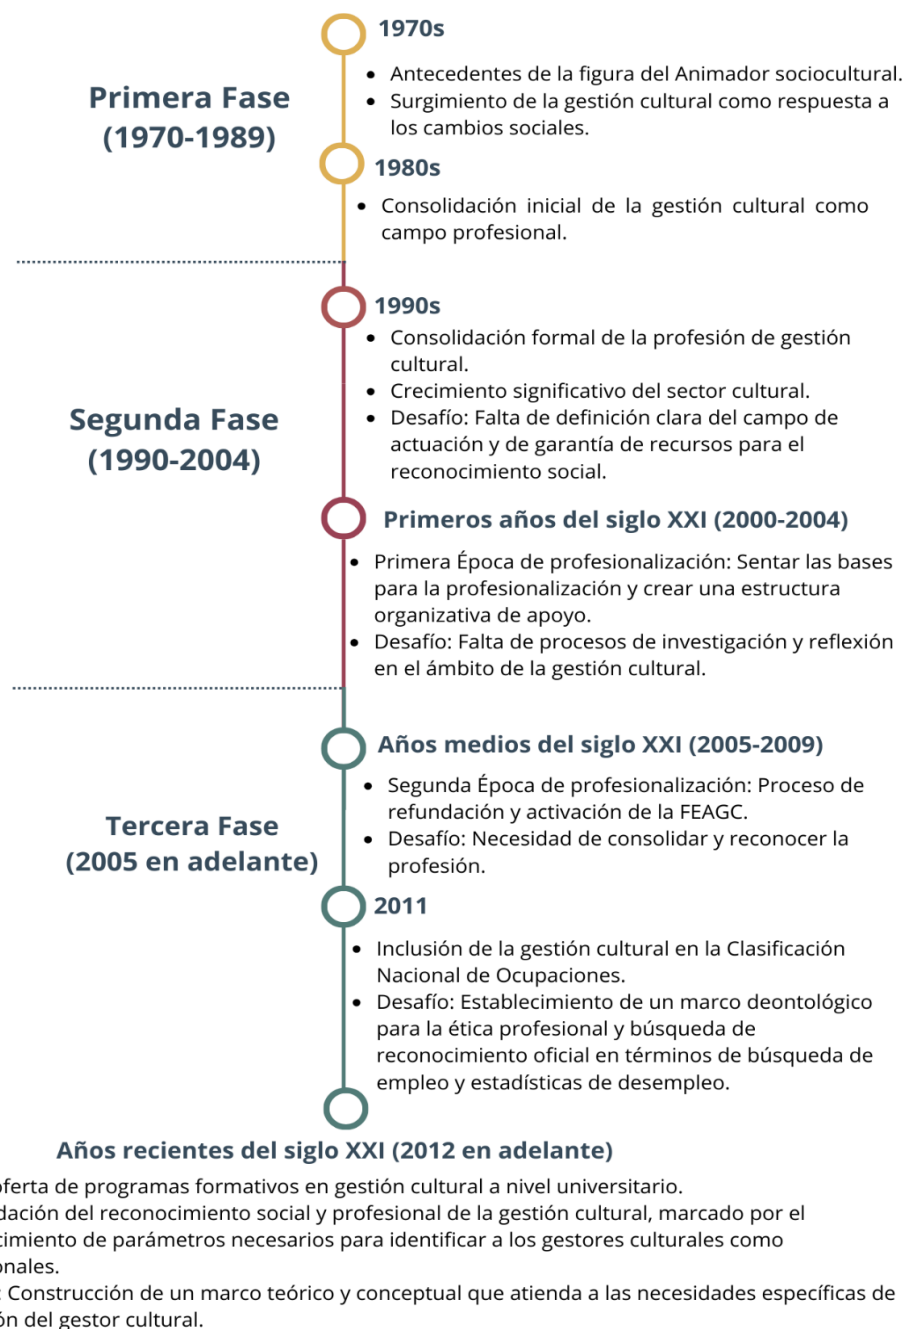 1970s
Primera Fase
(1970-1989)
Antecedentes de la figura del Animador sociocultural.
Surgimiento de la gestión cultural como respuesta a
los cambios sociales.
1980s
Consolidación inicial de la gestión cultural como
campo profesional.
1990s
Consolidación formal de la profesión de gestión
cultural.
Crecimiento significativo del sector cultural.
Desafío: Falta de definición clara del campo de
actuación y de garantía de recursos para el
reconocimiento social.
Segunda Fase
(1990-2004)
Primeros años del siglo XXI (2000-2004)
Primera Época de profesionalización: Sentar las bases
para la profesionalización y crear una estructura
organizativa de apoyo.
Desafío: Falta de procesos de investigación y reflexión
en el ámbito de la gestión cultural.
Años medios del siglo XXI (2005-2009)
Segunda Época de profesionalización: Proceso de
refundación y activación de la FEAGC.
Desafío: Necesidad de consolidar y reconocer la
profesión.
Tercera Fase
(2005 en adelante)
2011
Inclusión de la gestión cultural en la Clasificación
Nacional de Ocupaciones.
Desafío: Establecimiento de un marco deontológico
para la ética profesional y búsqueda de
reconocimiento oficial en términos de búsqueda de
empleo y estadísticas de desempleo.
Años recientes del siglo XXI (2012 en adelante)
oferta de programas formativos en gestión cultural a nivel universitario.
dación del reconocimiento social y profesional de la gestión cultural, marcado por el
cimiento de parámetros necesarios para identificar a los gestores culturales como
onales.
: Construcción de un marco teórico y conceptual que atienda a las necesidades específicas de
ón del gestor cultural.